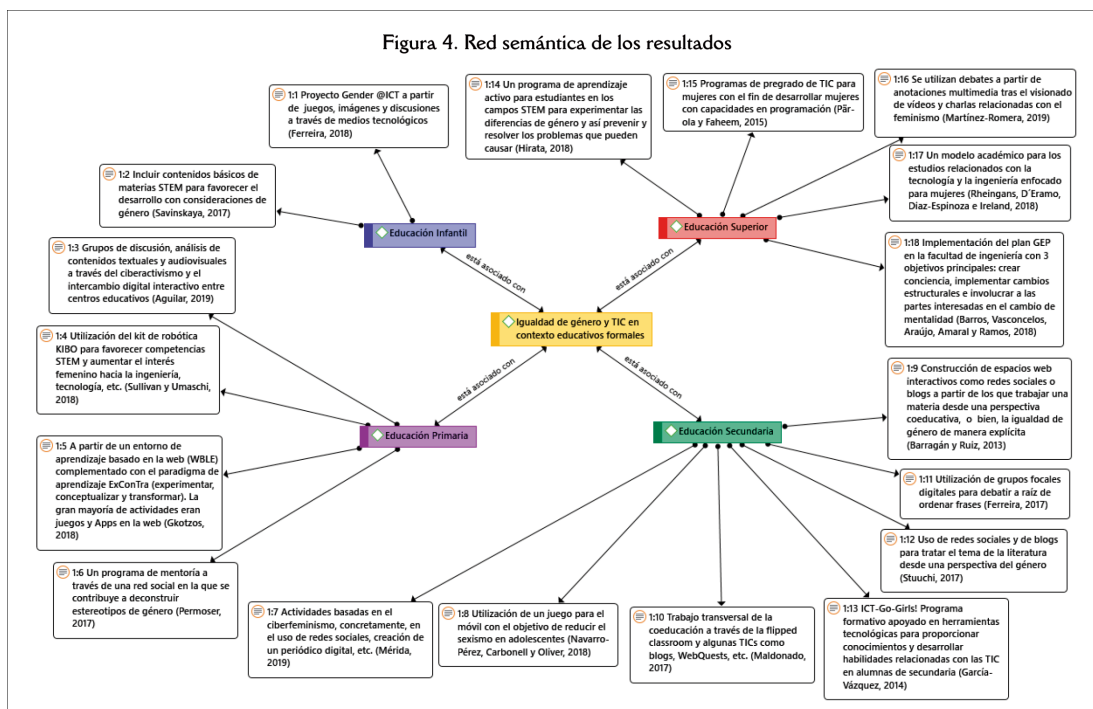 Figura 4. Red semántica de los resultados
1:1 Proyecto Gender @ICT a partir
de juegos, imágenes y discusiones
a través de medios tecnológicos
(Ferreira, 2018)
1:14 Un programa de aprendizaje
activo para estudiantes en los
campos STEM para experimentar las
diferencias de género y así prevenir y
resolver los problemas que pueden
causar (Hirata, 2018)
1:15 Programas de pregrado de TIC para
mujeres con el fin de desarrollar mujeres
con capacidades en programación (Pãr-
ola y Faheem, 2015)
1:16 Se utilizan debates a partir de
anotaciones multimedia tras el visionado
de vídeos y charlas relacionadas con el
feminismo (Martínez-Romera, 2019)
1:2 Incluir contenidos básicos de
materias STEM para favorecer el
desarrollo con consideraciones de
género (Savinskaya, 2017)
1:17 Un modelo académico para los
estudios relacionados con la
tecnología y la ingeniería enfocado
para mujeres (Rheingans, D´Eramo,
Diaz-Espinoza e Ireland, 2018)
Educación Infantil
Educación Superior
1:3 Grupos de discusión, análisis de
contenidos textuales y audiovisuales
a través del ciberactivismo y el
intercambio digital interactivo entre
centros educativos (Aguilar, 2019)
1:18 Implementación del plan GEP
en la facultad de ingeniería con 3
objetivos principales: crear
conciencia, implementar cambios
estructurales e involucrar a las
partes interesadas en el cambio de
mentalidad (Barros, Vasconcelos,
Araújo, Amaral y Ramos, 2018)
está asociado con
está asociado con
Igualdad de género y TIC en
contexto educativos formales
1:4 Utilización del kit de robótica
KIBO para favorecer competencias
STEM y aumentar el interés
femenino hacia la ingeniería,
tecnología, etc. (Sullivan y Umaschi,
2018)
está asociado con
está asociado con
1:9 Construcción de espacios web
interactivos como redes sociales o
blogs a partir de los que trabajar una
materia desde una perspectiva
coeducativa, o bien, la igualdad de
género de manera explícita
(Barragán y Ruiz, 2013)
Educación Primaria
Educación Secundaria
1:5 A partir de un entorno de
aprendizaje basado en la web (WBLE)
complementado con el paradigma de
aprendizaje ExConTra (experimentar,
conceptualizar y transformar). La
gran mayoría de actividades eran
juegos y Apps en la web (Gkotzos,
2018)
1:11 Utilización de grupos focales
digitales para debatir a raíz de
ordenar frases (Ferreira, 2017)
1:12 Uso de redes sociales y de blogs
para tratar el tema de la literatura
desde una perspectiva del género
(Stuuchi, 2017)
1:6 Un programa de mentoría a
través de una red social en la que se
contribuye a deconstruir
estereotipos de género (Permoser,
2017)
1:7 Actividades basadas en el
ciberfeminismo, concretamente, en
el uso de redes sociales, creación de
un periódico digital, etc. (Mérida,
2019)
1:8 Utilización de un juego para el
móvil con el objetivo de reducir el
sexismo en adolescentes (Navarro-
Pérez, Carbonell y Oliver, 2018)
1:10 Trabajo transversal de la
coeducación a través de la flipped
classroom y algunas TICs como
blogs, WebQuests, etc. (Maldonado,
2017)
1:13 ICT-Go-Girls! Programa
formativo apoyado en herramientas
tecnológicas para proporcionar
conocimientos y desarrollar
habilidades relacionadas con las TIC
en alumnas de secundaria (García-
Vázquez, 2014)